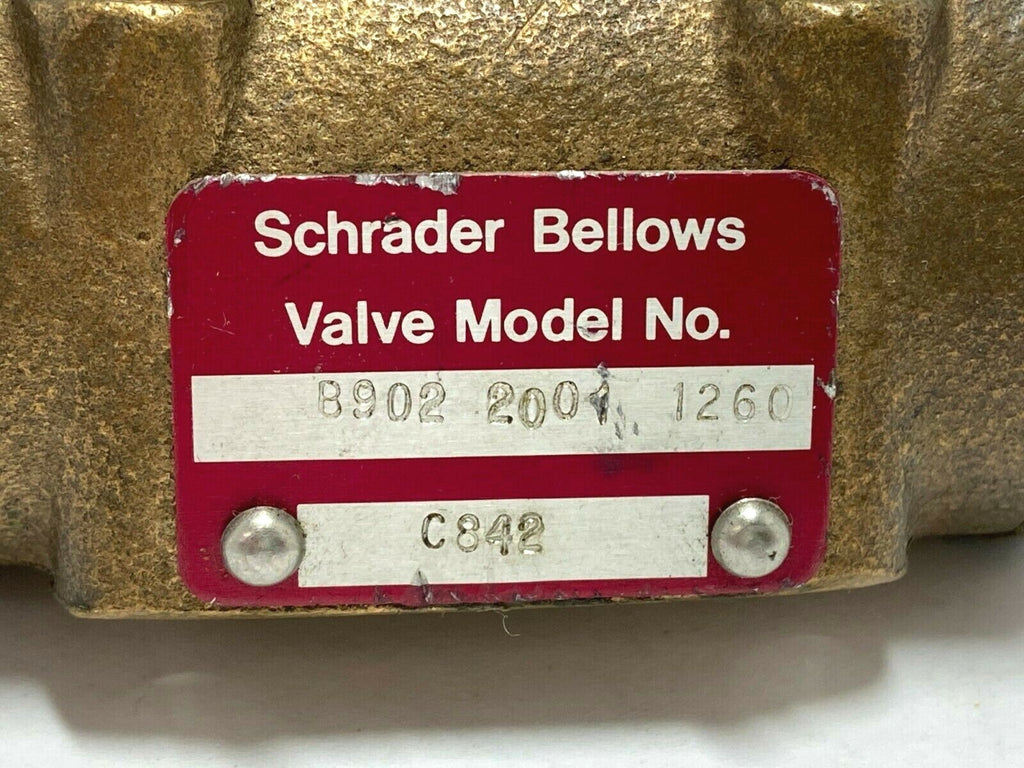 Schrader Bellows
Valve Model No.
B902 2001 1260
C842